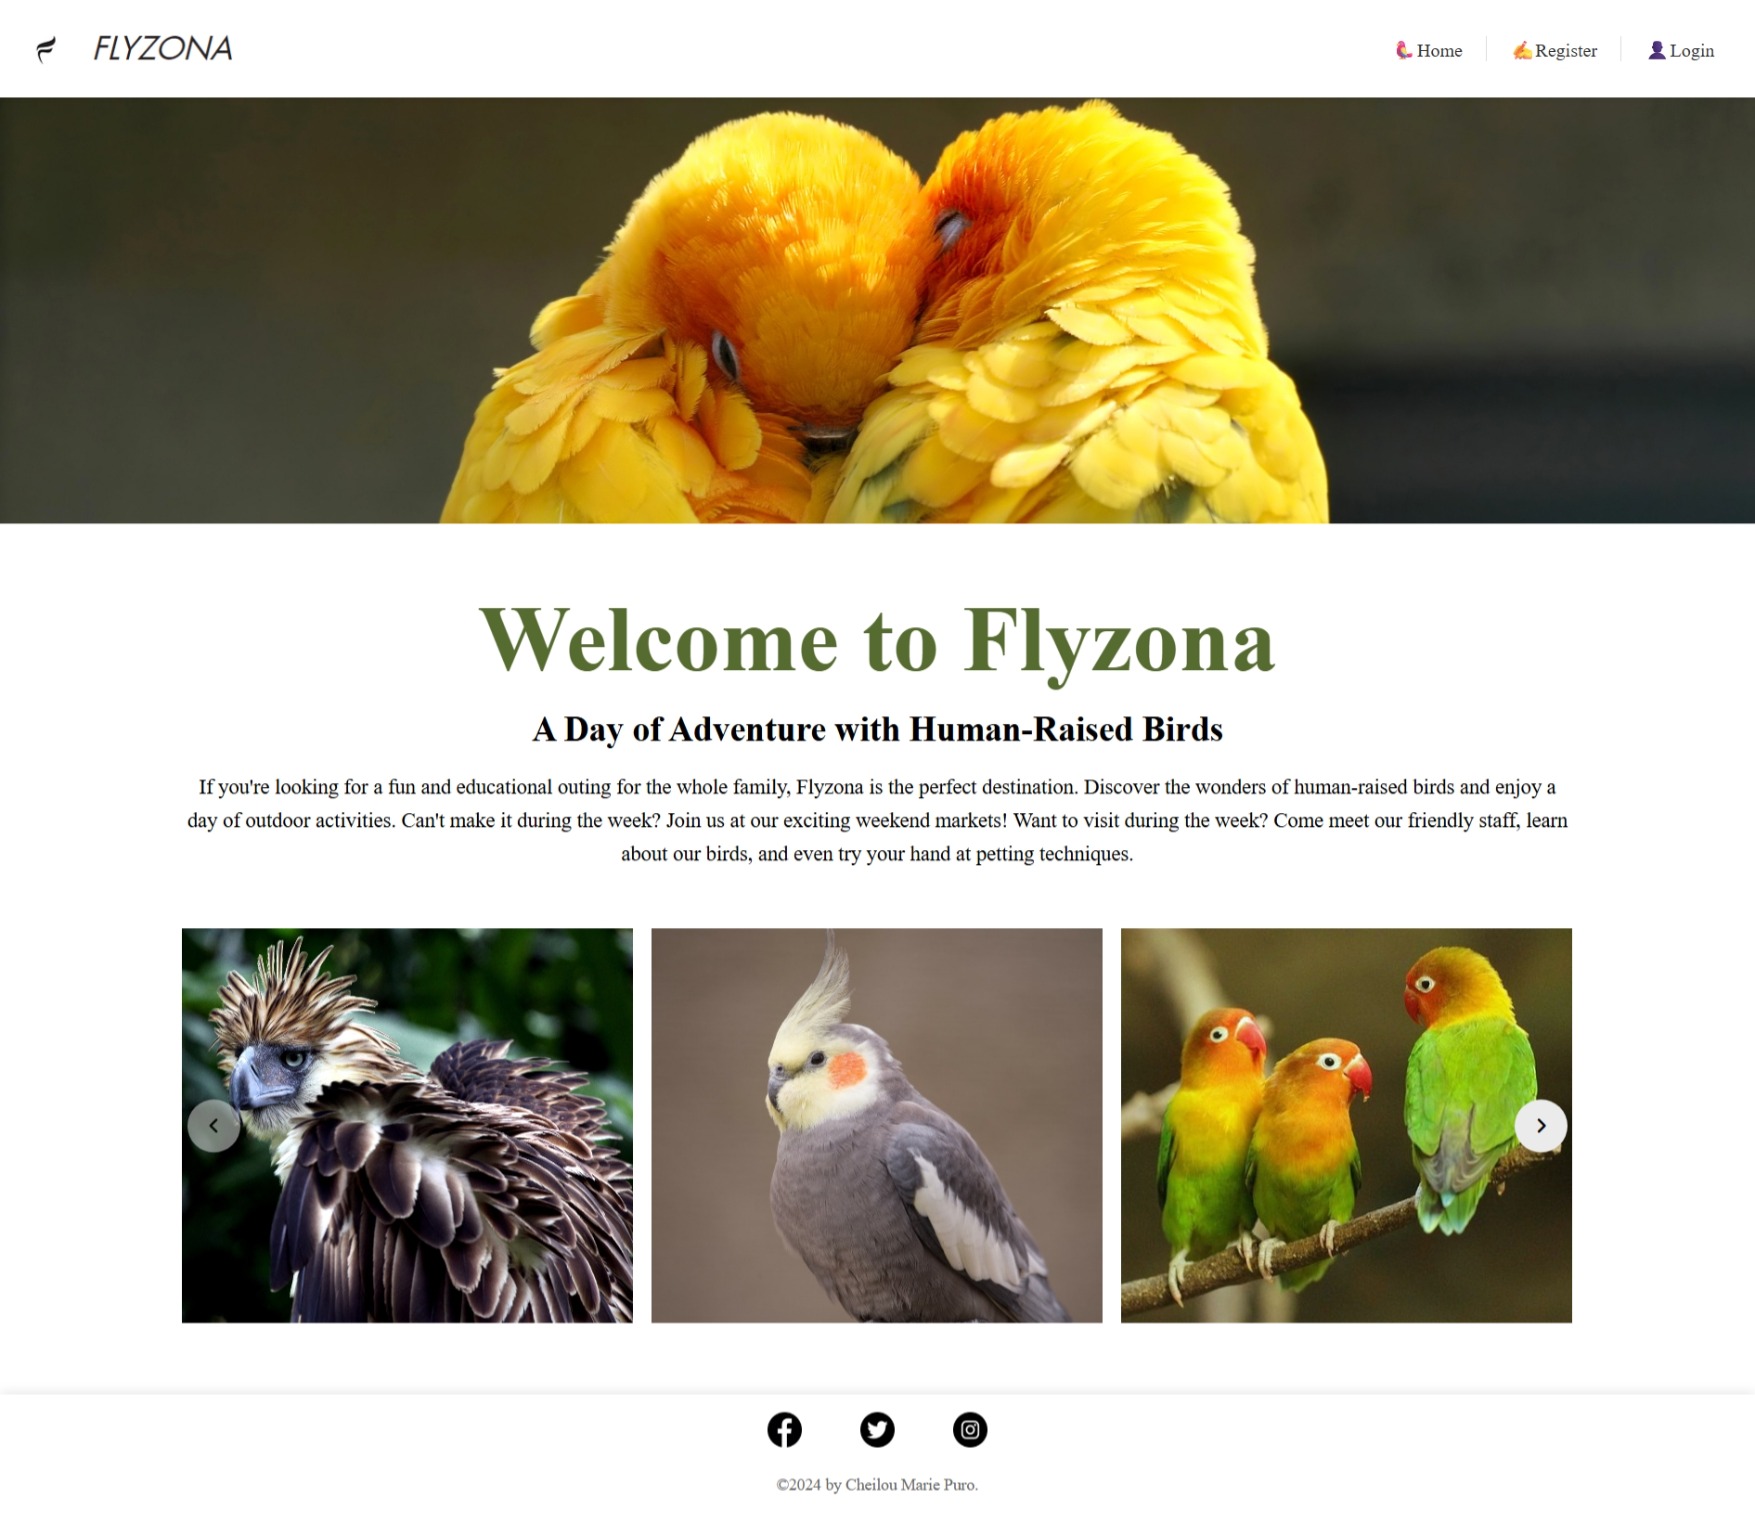 FLYZONA
Home
Register
Login
Welcome to Flyzona
A Day of Adventure with Human-Raised Birds
If you're looking for a fun and educational outing for the whole family, Flyzona is the perfect destination. Discover the wonders of human-raised birds and enjoy a
day of outdoor activities. Can't make it during the week? Join us at our exciting weekend markets! Want to visit during the week? Come meet our friendly staff, learn
about our birds, and even try your hand at petting techniques.
©2024 by Cheilou Marie Puro.